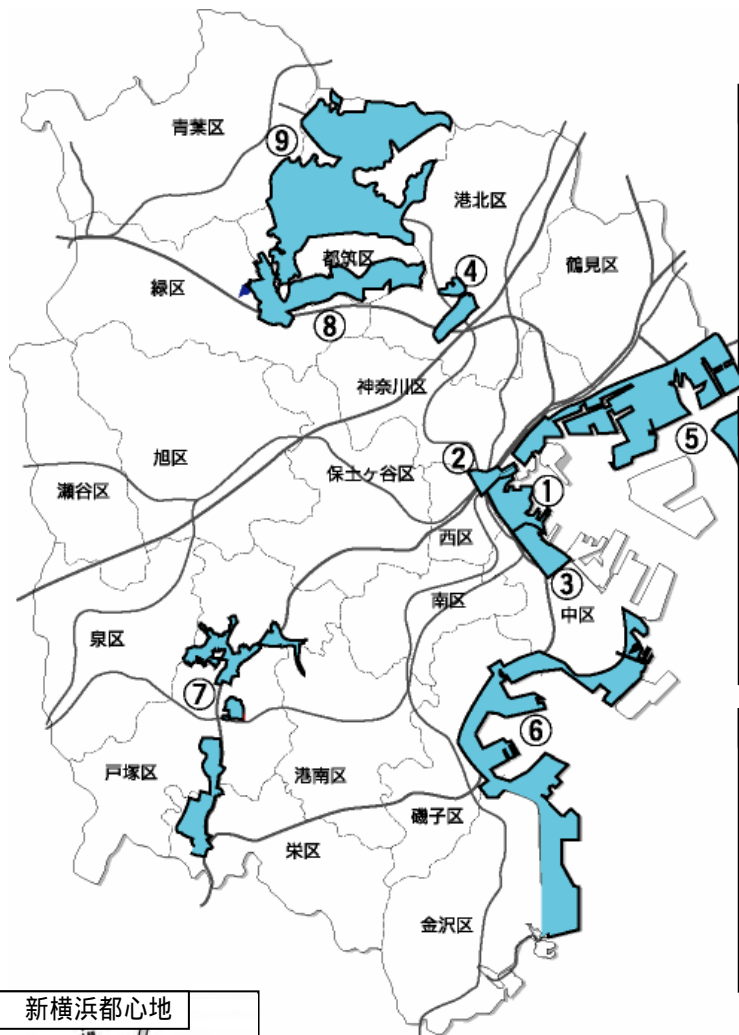 青葉区
⑨
港北区
都筑区
④
鶴見区
緑区
⑧
神奈川区
⑤
旭区
②
保土ヶ谷区
①
瀬谷区
西区
③
南区
中区
泉区
⑦
⑥
戸塚区
港南区
磯子区
栄区
金沢区
新横浜都心地